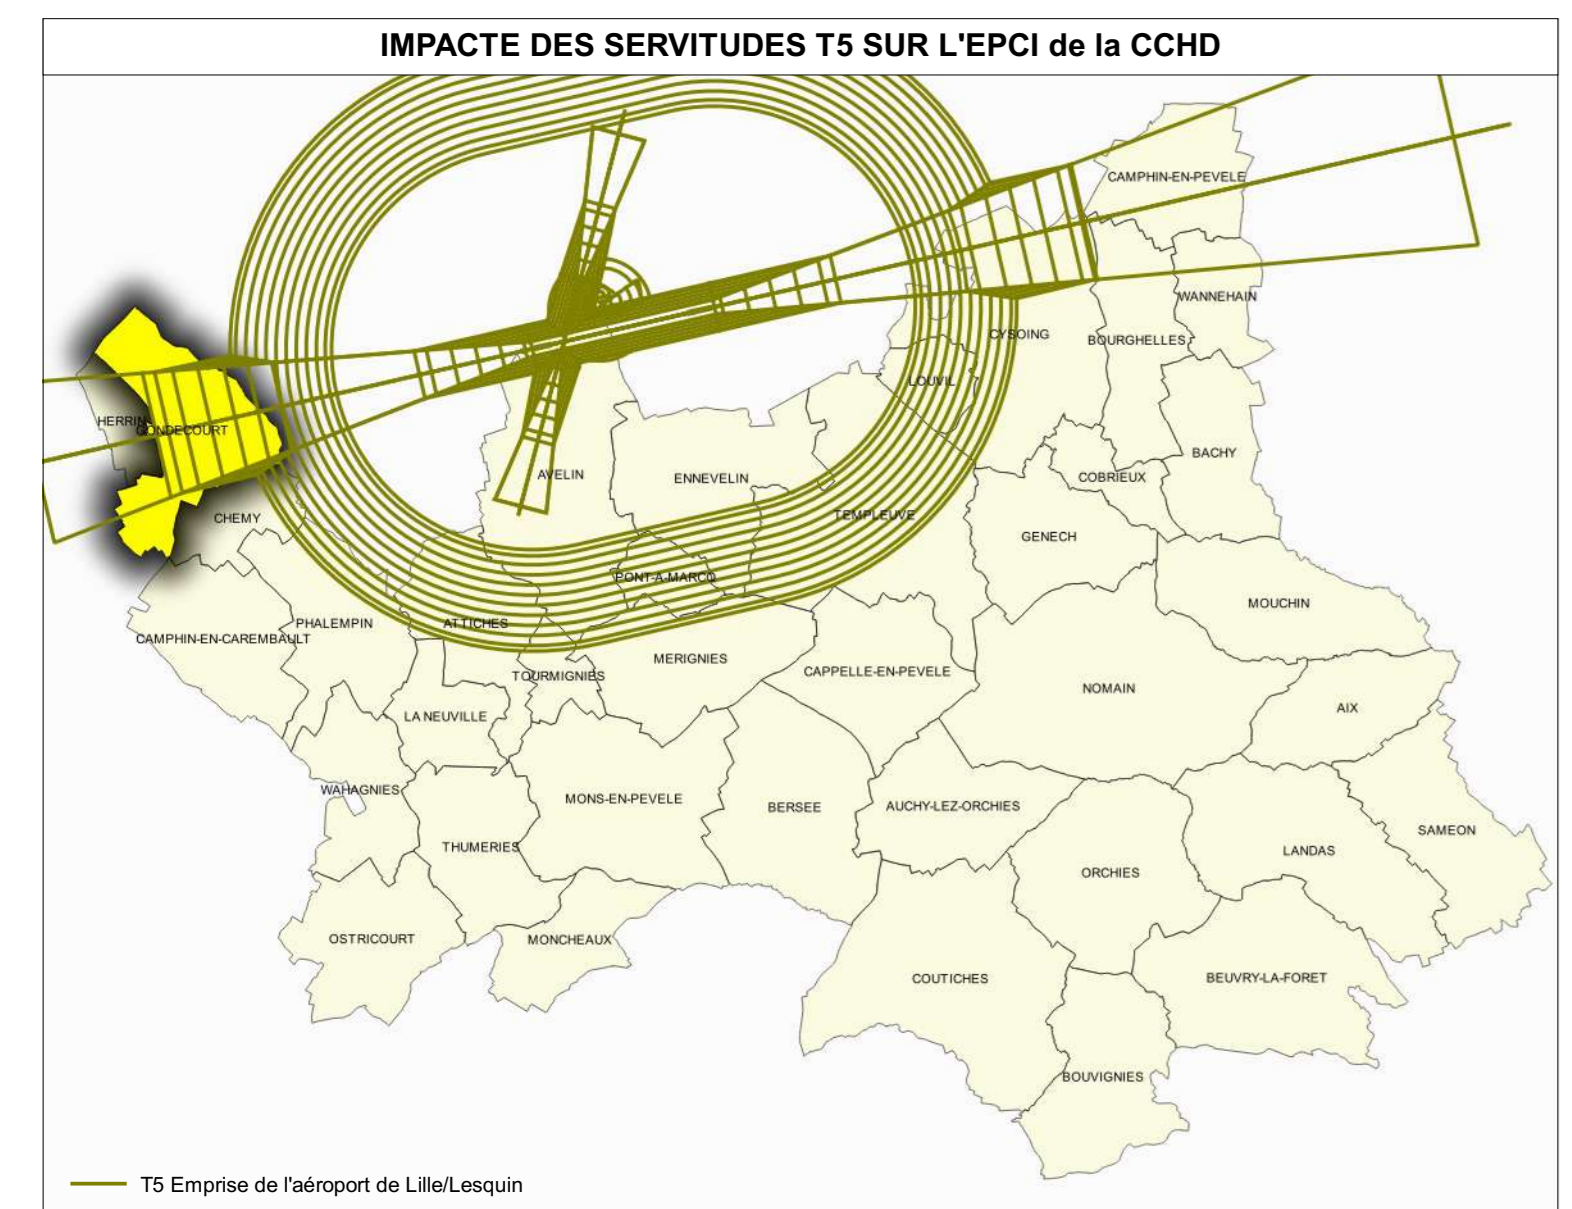 IMPACTE DES SERVITUDES T5 SUR L'EPCI de la CCHD
CAMPHIN-EN-PEVELE
WANNEHAIN
CYSOING
BOURGHELLES
LOUVIL
HERRIN
GONDECOURT
BACHY
AVELIN
ENNEVELIN
COBRIEUX
CHEMY
TEMPLEUVE
GENECH
PONT-A-MARCQ
MOUCHIN
PHALEMPIN
ATTICHES
CAMPHIN-EN-CAREMBAULT
MERIGNIES
TOURMIGNIES
CAPPELLE-EN-PEVELE
NOMAIN
AIX
LA NEUVILLE
WAHAGNIES
MONS-EN-PEVELE
BERSEE
AUCHY-LEZ-ORCHIES
SAMEON
THUMERIES
LANDAS
ORCHIES
OSTRICOURT
MONCHEAUX
COUTICHES
BEUVRY-LA-FORET
BOUVIGNIES
T5 Emprise de l'aéroport de Lille/Lesquin